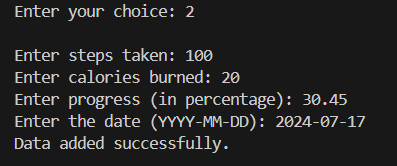 Enter your choice: 2
Enter steps taken: 100
Enter calories burned: 20
Enter progress (in percentage): 30.45
Enter the date (YYYY-MM-DD): 2024-07-17
Data added successfully.